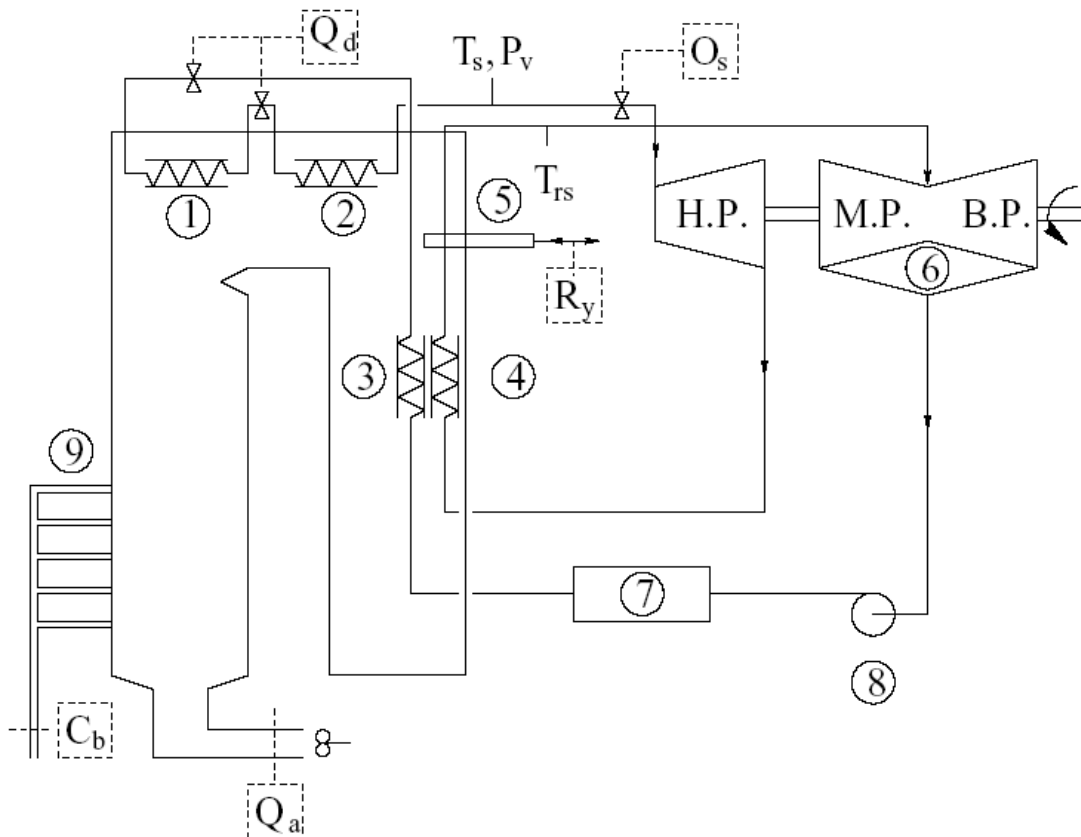 Q_d
T_s, P_v
O_s
T_rs
1
2
5
H.P.
M.P.
B.P.
6
R_y
3
4
9
7
8
C_b
Q_a